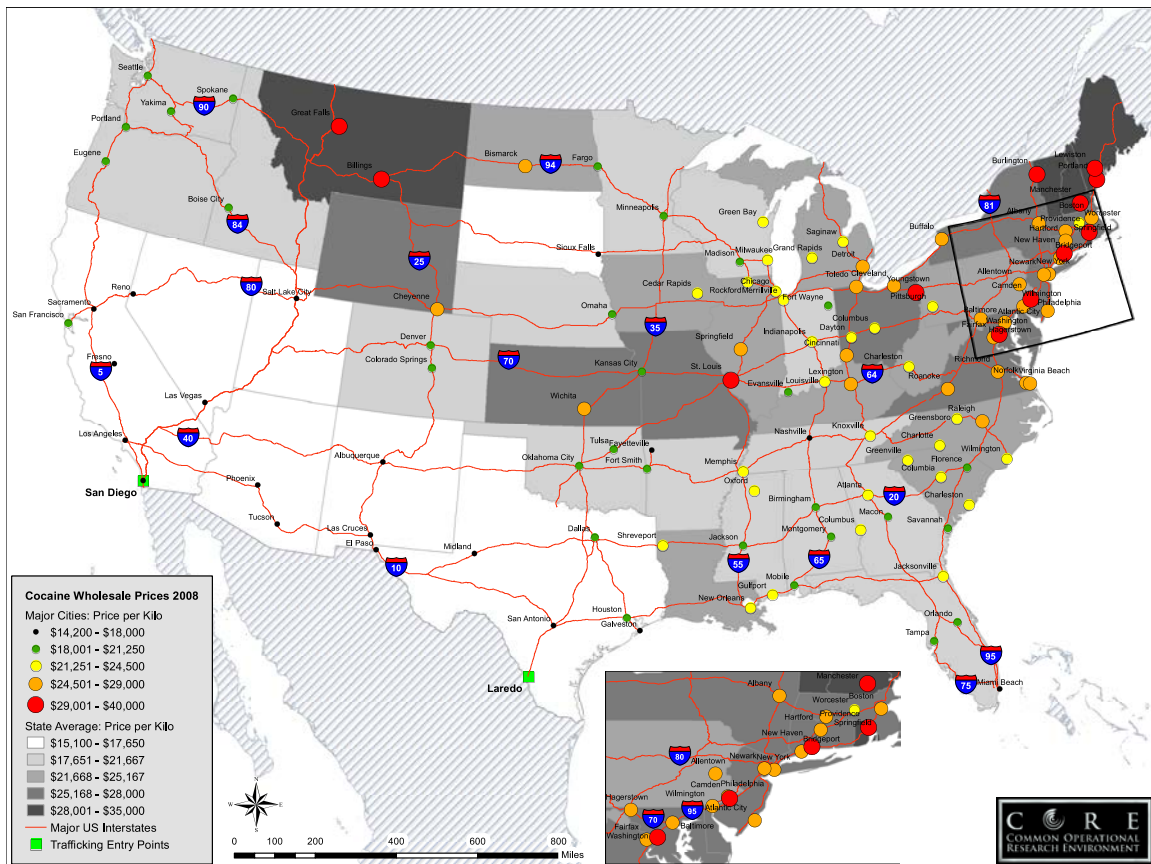 Seattle
Spokane
Yakima
90
Portland
Great Falls
Eugene
Billings
Bismarck
94
Fargo
Boise City
84
Minneapolis
Green Bay
Saginaw
Grand Rapids
Detroit
Buffalo
81
Albany
Burlington
Lewiston
Portland
Manchester
Boston
Worcester
Providence
Springfield
Hartford
New Haven
Bridgeport
Newark
New York
Allentown
Camden
Wilmington
Philadelphia
Atlantic City
Baltimore
Washington
Fairfax
Hagerstown
Sioux Falls
Madison
Milwaukee
25
Reno
80
Salt Lake City
Cheyenne
Omaha
Cedar Rapids
Chicago
Rockford
Merrillville
Fort Wayne
Toledo
Cleveland
Youngstown
Pittsburgh
Sacramento
San Francisco
35
Denver
Colorado Springs
70
Kansas City
Springfield
St. Louis
Indianapolis
Dayton
Columbus
Cincinnati
Charleston
Lexington
64
Evansville
Louisville
Roanoke
Richmond
Norfolk
Virginia Beach
Fresno
5
Las Vegas
Los Angeles
40
Wichita
Albuquerque
Oklahoma City
Tulsa
Fayetteville
Fort Smith
Nashville
Knoxville
Greensboro
Raleigh
Charlotte
Greenville
Florence
Wilmington
Columbia
Charleston
Memphis
Oxford
Birmingham
Atlanta
20
Macon
Columbus
Montgomery
Savannah
San Diego
Phoenix
Tucson
Las Cruces
El Paso
10
Midland
Dallas
Shreveport
Jackson
55
65
Mobile
Gulfport
New Orleans
Jacksonville
Orlando
Tampa
95
75
Miami Beach
Houston
Galveston
San Antonio
Laredo
Cocaine Wholesale Prices 2008
Major Cities: Price per Kilo
$14,200 - $18,000
$18,001 - $21,250
$21,251 - $24,500
$24,501 - $29,000
$29,001 - $40,000
State Average: Price per Kilo
$15,100 - $17,650
$17,651 - $21,667
$21,668 - $25,167
$25,168 - $28,000
$28,001 - $35,000
Major US Interstates
Trafficking Entry Points
N
W E
S
0 100 200 400 600 800
Miles
Manchester
Albany
Worcester
Boston
Hartford
Providence
Springfield
New Haven
Bridgeport
80
Allentown
Newark
New York
Camden
Philadelphia
Hagerstown
Wilmington
Atlantic City
95
70
Fairfax
Baltimore
Washington
CORE
COMMON OPERATIONAL
RESEARCH ENVIRONMENT